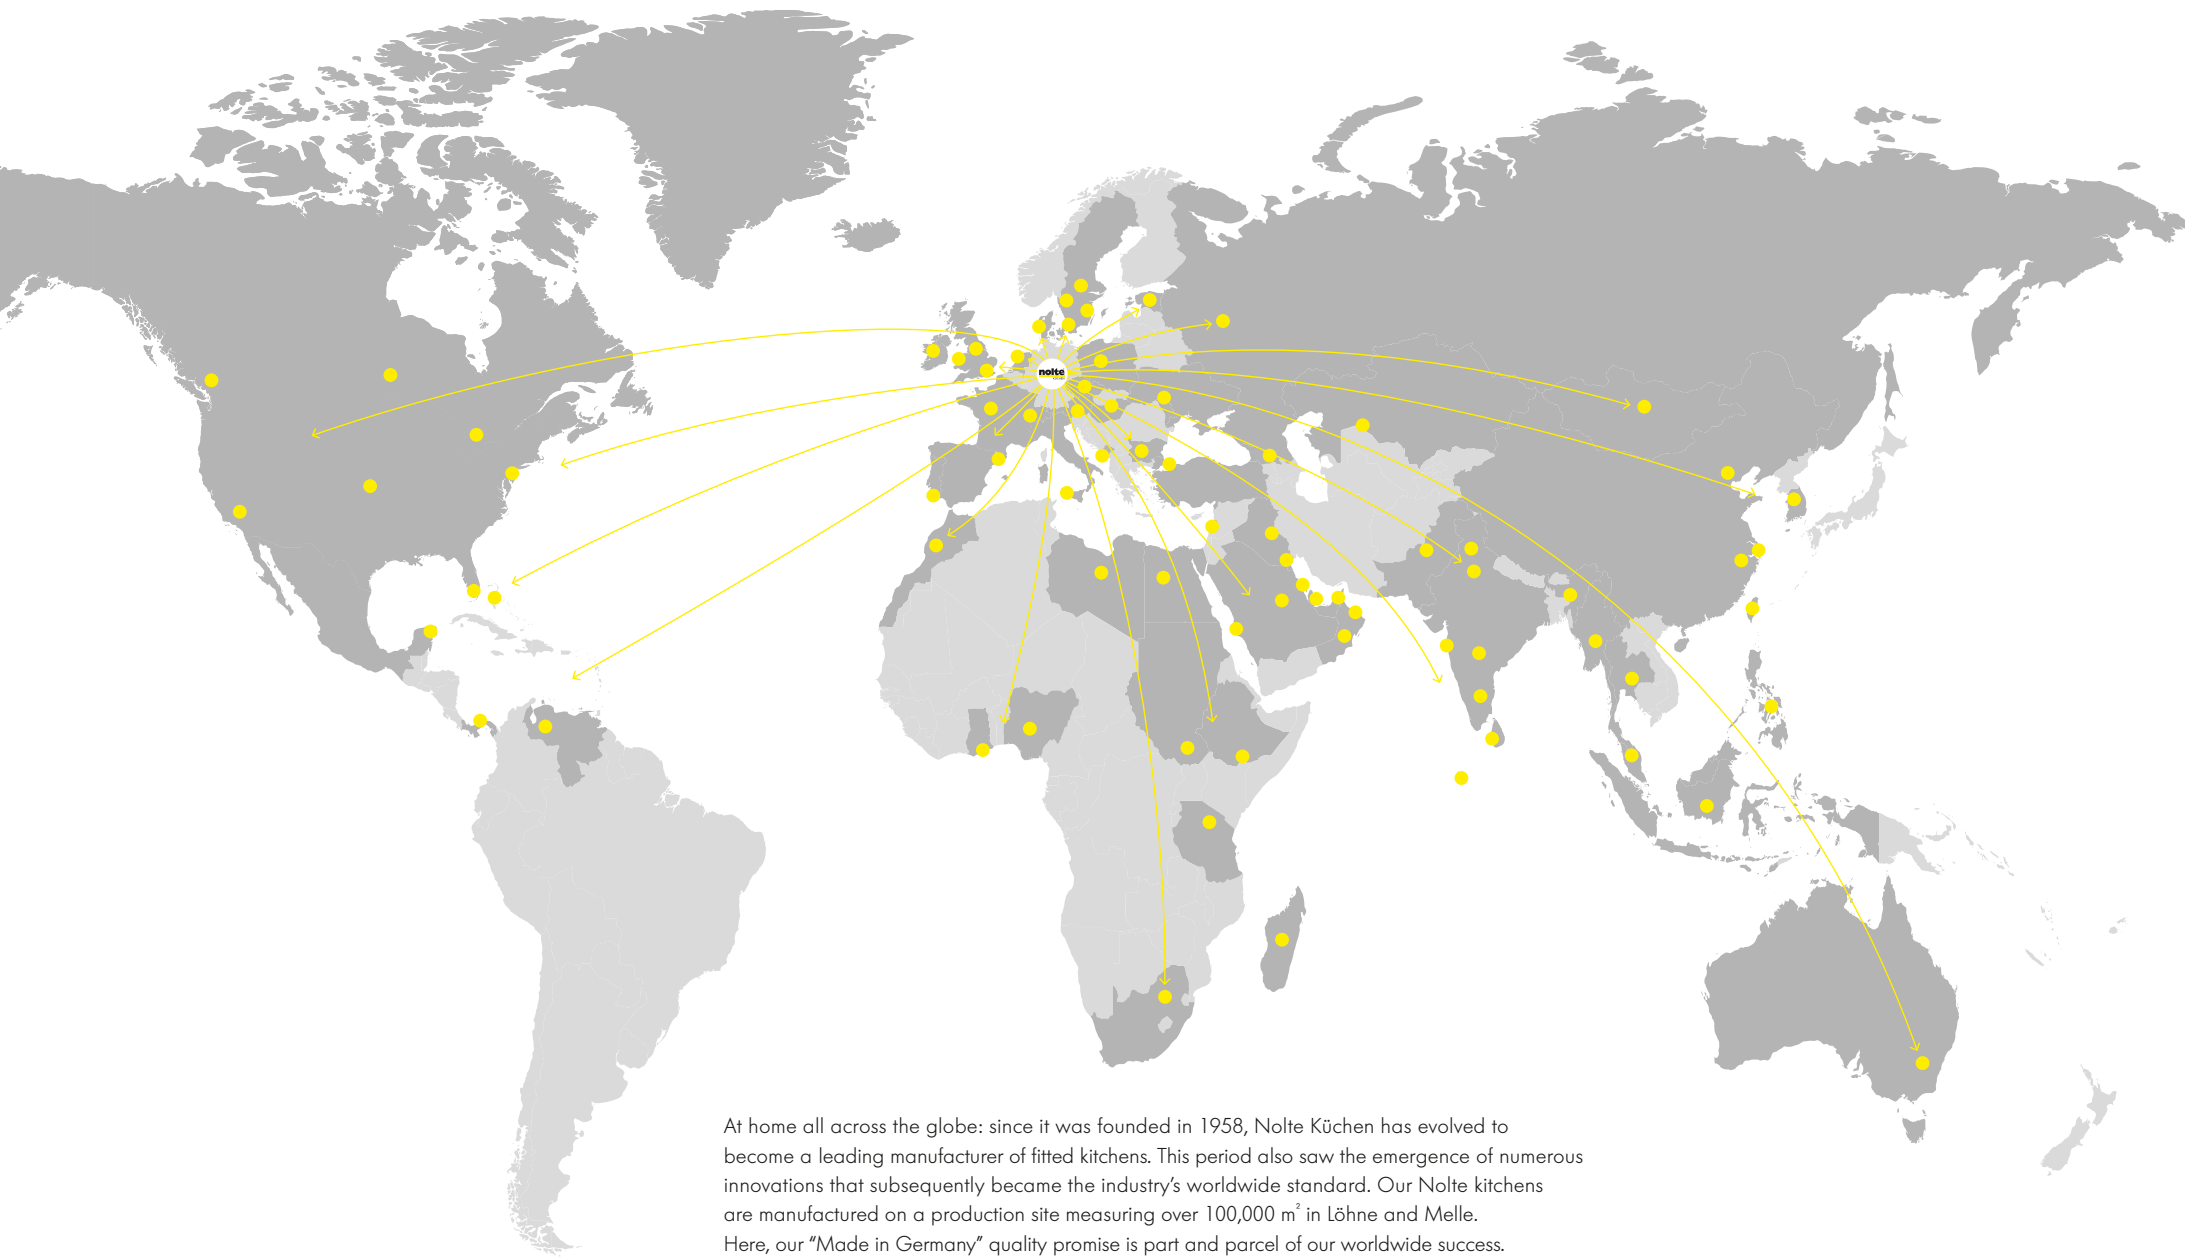 nolte
At home all across the globe: since it was founded in 1958, Nolte Küchen has evolved to
become a leading manufacturer of fitted kitchens. This period also saw the emergence of numerous
innovations that subsequently became the industry’s worldwide standard. Our Nolte kitchens
are manufactured on a production site measuring over 100,000 m² in Löhne and Melle.
Here, our “Made in Germany” quality promise is part and parcel of our worldwide success.